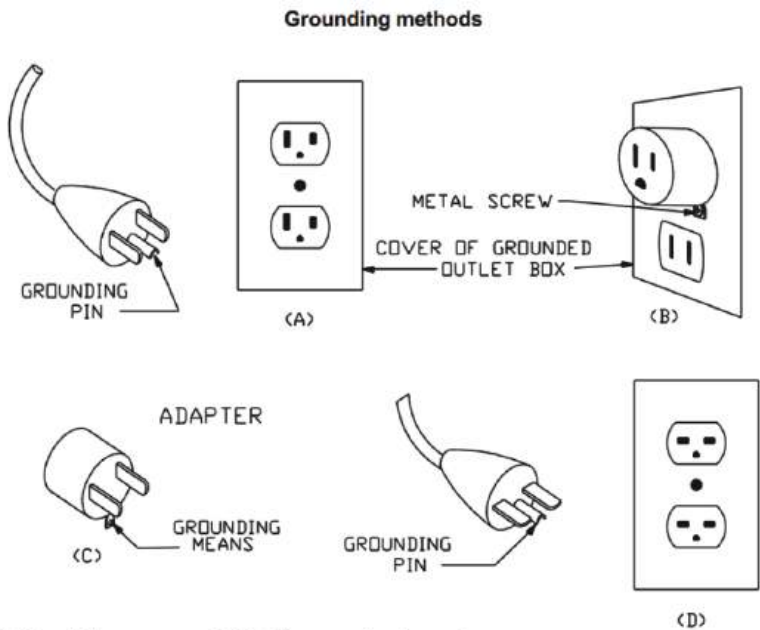 Grounding methods
METAL SCREW
COVER OF GROUNDED
OUTLET BOX
GROUNDING
PIN
(A)
(B)
ADAPTER
GROUNDING
MEANS
(C)
GROUNDING
PIN
(D)